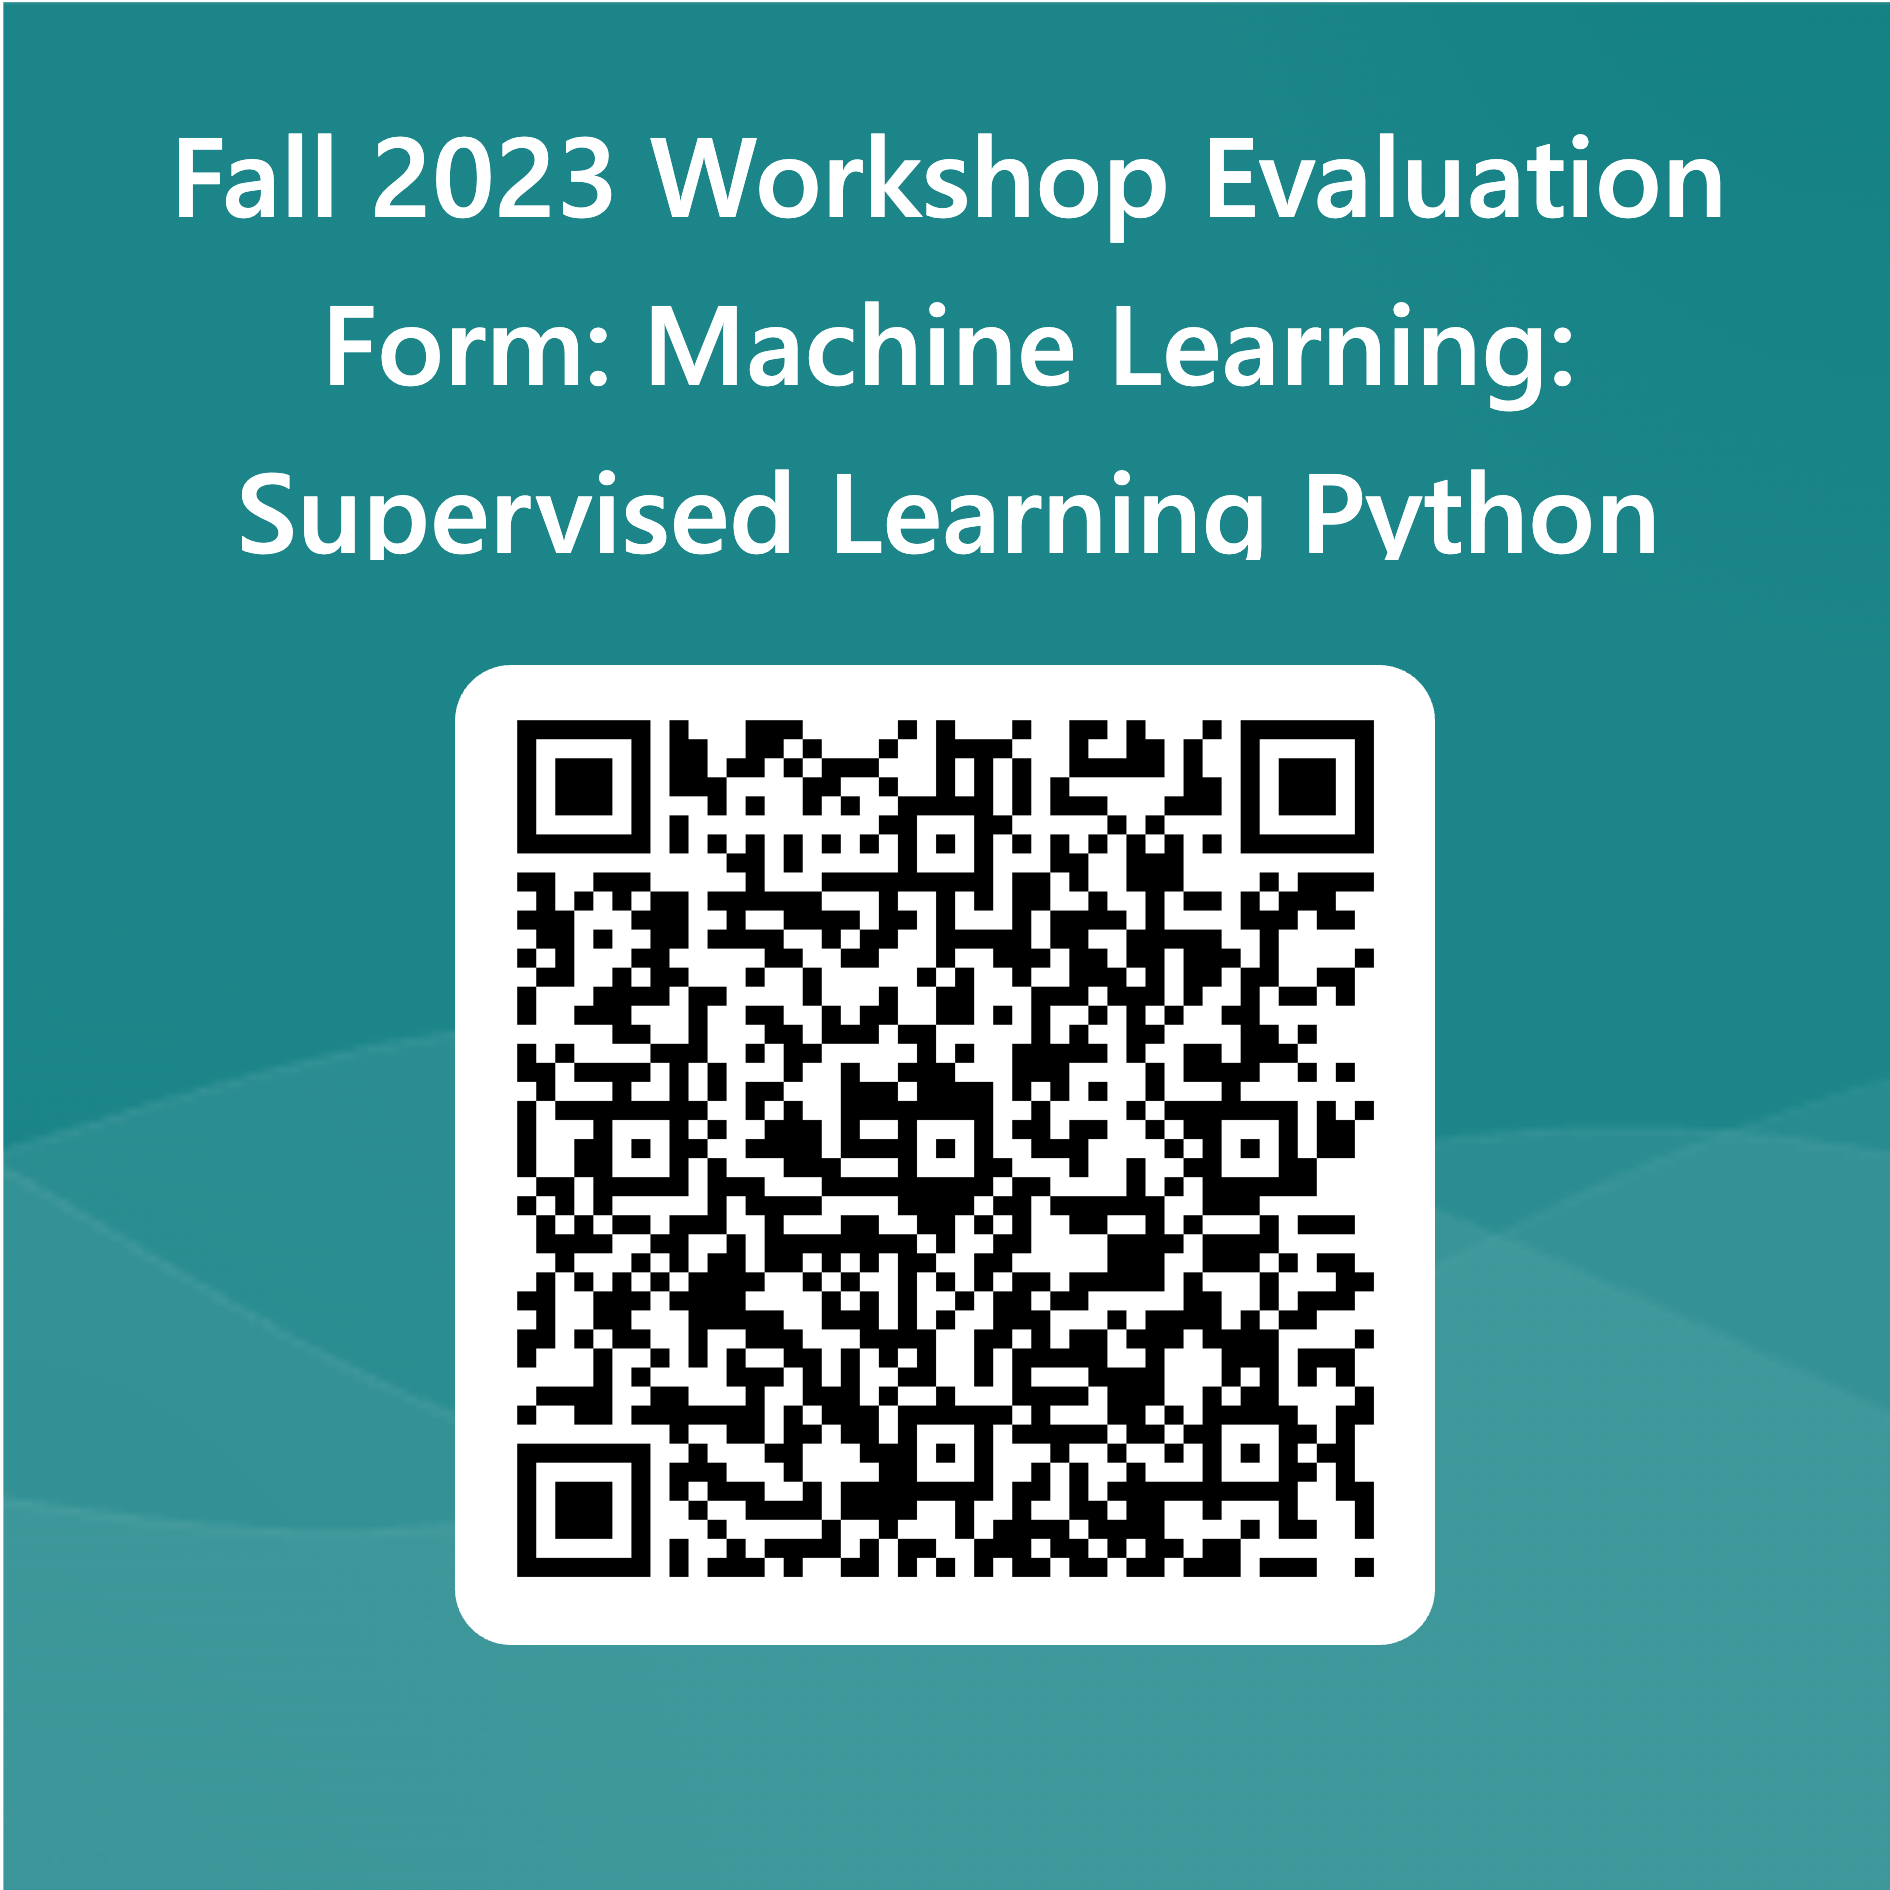 Fall 2023 Workshop Evaluation
Form: Machine Learning:
Supervised Learning Python